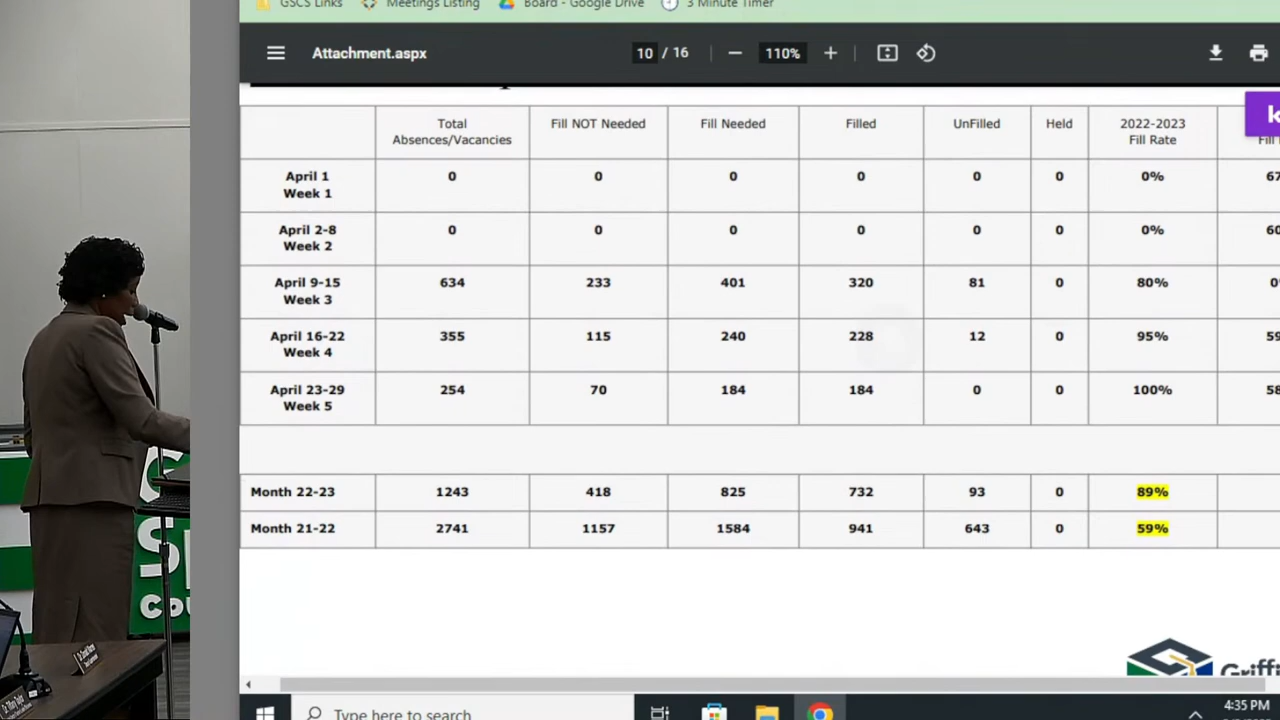 GSCS Links Meetings Listing Board - Google Drive 3 Minute Timer
Attachment.aspx 10 / 16 110%
Total Absences/Vacancies Fill NOT Needed Fill Needed Filled UnFilled Held 2022-2023 Fill Rate
April 1 Week 1 0 0 0 0 0 0 0% 67
April 2-8 Week 2 0 0 0 0 0 0 0% 60
April 9-15 Week 3 634 233 401 320 81 0 80%
April 16-22 Week 4 355 115 240 228 12 0 95% 59
April 23-29 Week 5 254 70 184 184 0 0 100% 58
Month 22-23 1243 418 825 732 93 0 89%
Month 21-22 2741 1157 1584 941 643 0 59%
Griffi
Type here to search
4:35 PM